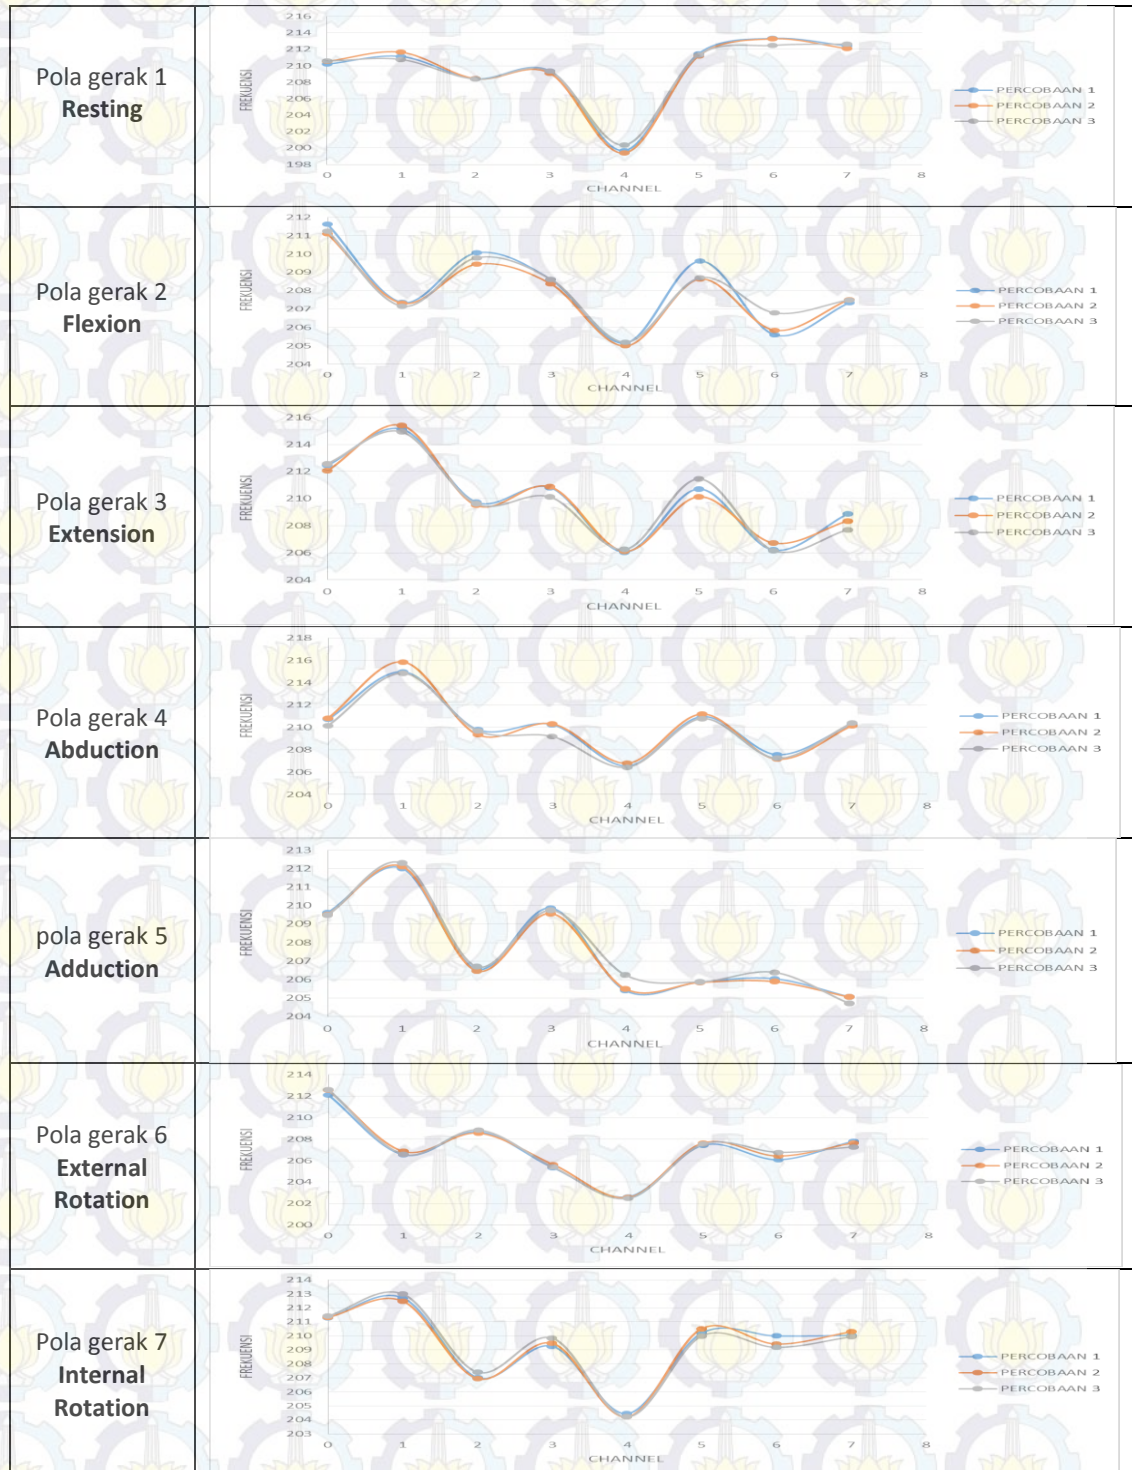 Pola gerak 1
Resting
FREKUENSI
216
214
212
210
208
206
204
202
200
198
0 1 2 3 4 5 6 7 8
CHANNEL
PERCOBAAN 1
PERCOBAAN 2
PERCOBAAN 3
Pola gerak 2
Flexion
FREKUENSI
212
211
210
209
208
207
206
205
204
0 1 2 3 4 5 6 7 8
CHANNEL
PERCOBAAN 1
PERCOBAAN 2
PERCOBAAN 3
Pola gerak 3
Extension
FREKUENSI
216
214
212
210
208
206
204
0 1 2 3 4 5 6 7 8
CHANNEL
PERCOBAAN 1
PERCOBAAN 2
PERCOBAAN 3
Pola gerak 4
Abduction
FREKUENSI
218
216
214
212
210
208
206
204
0 1 2 3 4 5 6 7 8
CHANNEL
PERCOBAAN 1
PERCOBAAN 2
PERCOBAAN 3
pola gerak 5
Adduction
FREKUENSI
213
212
211
210
209
208
207
206
205
204
0 1 2 3 4 5 6 7 8
CHANNEL
PERCOBAAN 1
PERCOBAAN 2
PERCOBAAN 3
Pola gerak 6
External
Rotation
FREKUENSI
214
212
210
208
206
204
202
200
0 1 2 3 4 5 6 7 8
CHANNEL
PERCOBAAN 1
PERCOBAAN 2
PERCOBAAN 3
Pola gerak 7
Internal
Rotation
FREKUENSI
214
213
212
211
210
209
208
207
206
205
204
203
0 1 2 3 4 5 6 7 8
CHANNEL
PERCOBAAN 1
PERCOBAAN 2
PERCOBAAN 3